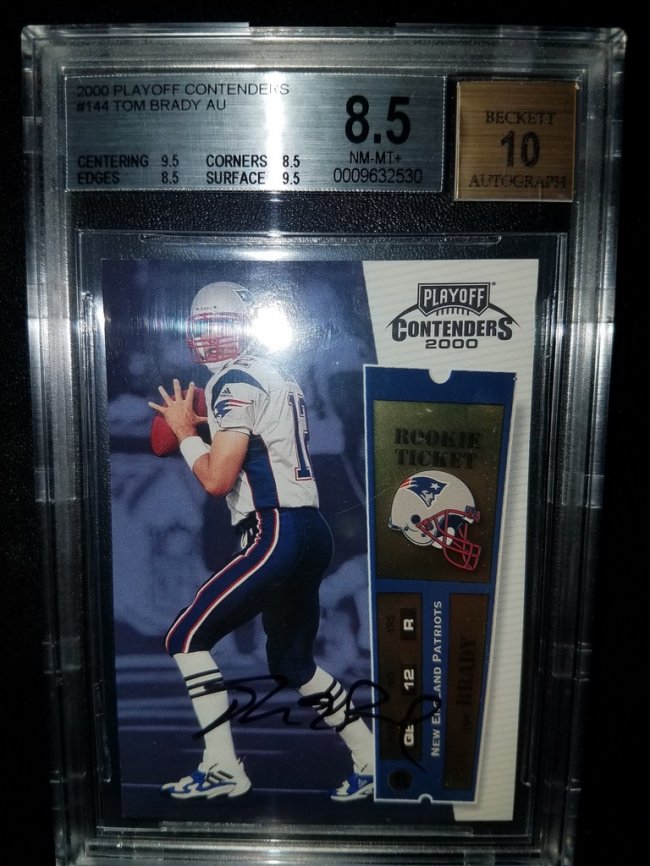 2000 PLAYOFF CONTENDERS
#144 TOM BRADY AU
CENTERING 9.5 CORNERS 8.5
EDGES 8.5 SURFACE 9.5
8.5
NM-MT+
0009632530
BECKETT
10
AUTOGRAPH
PLAYOFF
CONTENDERS
2000
ROOKIE
TICKET
12
R
12
NEW ENGLAND PATRIOTS
BRADY